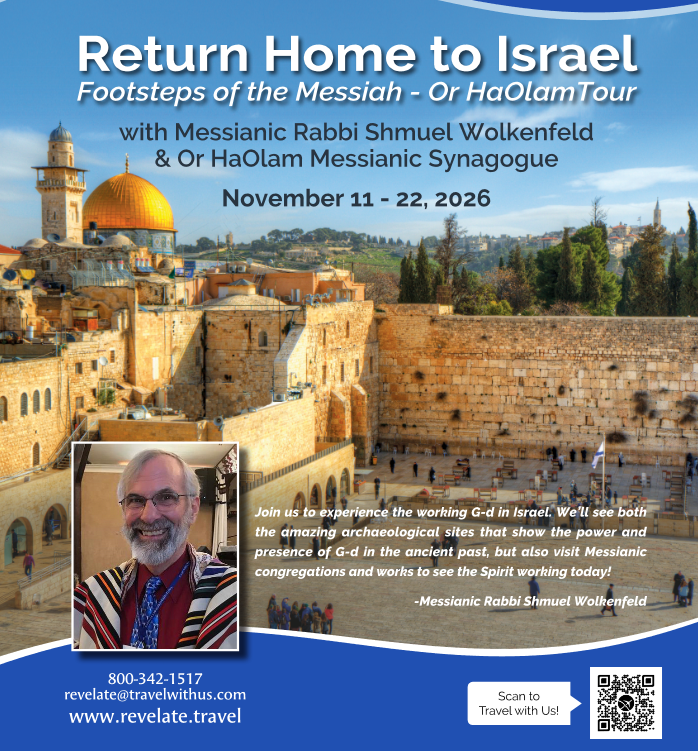 Return Home to Israel
Footsteps of the Messiah - Or HaOlamTour
with Messianic Rabbi Shmuel Wolkenfeld
& Or HaOlam Messianic Synagogue
November 11 - 22, 2026
Join us to experience the working G-d in Israel. We'll see both
the amazing archaeological sites that show the power and
presence of G-d in the ancient past, but also visit Messianic
congregations and works to see the Spirit working today!
-Messianic Rabbi Shmuel Wolkenfeld
800-342-1517
revelate@travelwithus.com
www.revelate.travel
Scan to
Travel with Us!